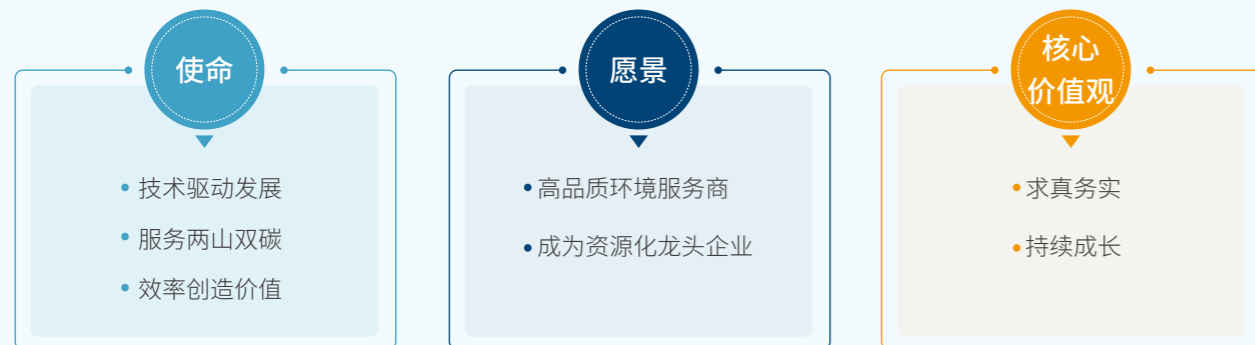 使命
技术驱动发展
服务两山双碳
效率创造价值
愿景
高品质环境服务商
成为资源化龙头企业
核心
价值观
求真务实
持续成长